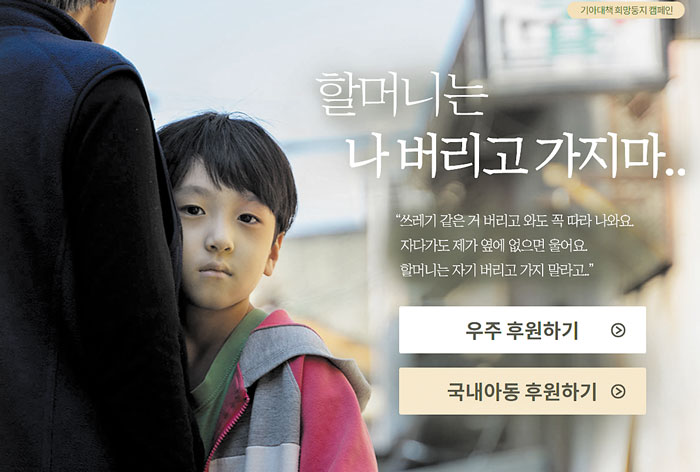 기아대책 희망둥지 캠페인
할머니는
나 버리고 가지마..
“쓰레기 같은 거 버리고 와도 꼭 따라 나와요.
자다가도 제가 옆에 없으면 울어요.
할머니는 자기 버리고 가지 말라고..”
우주 후원하기
국내아동 후원하기